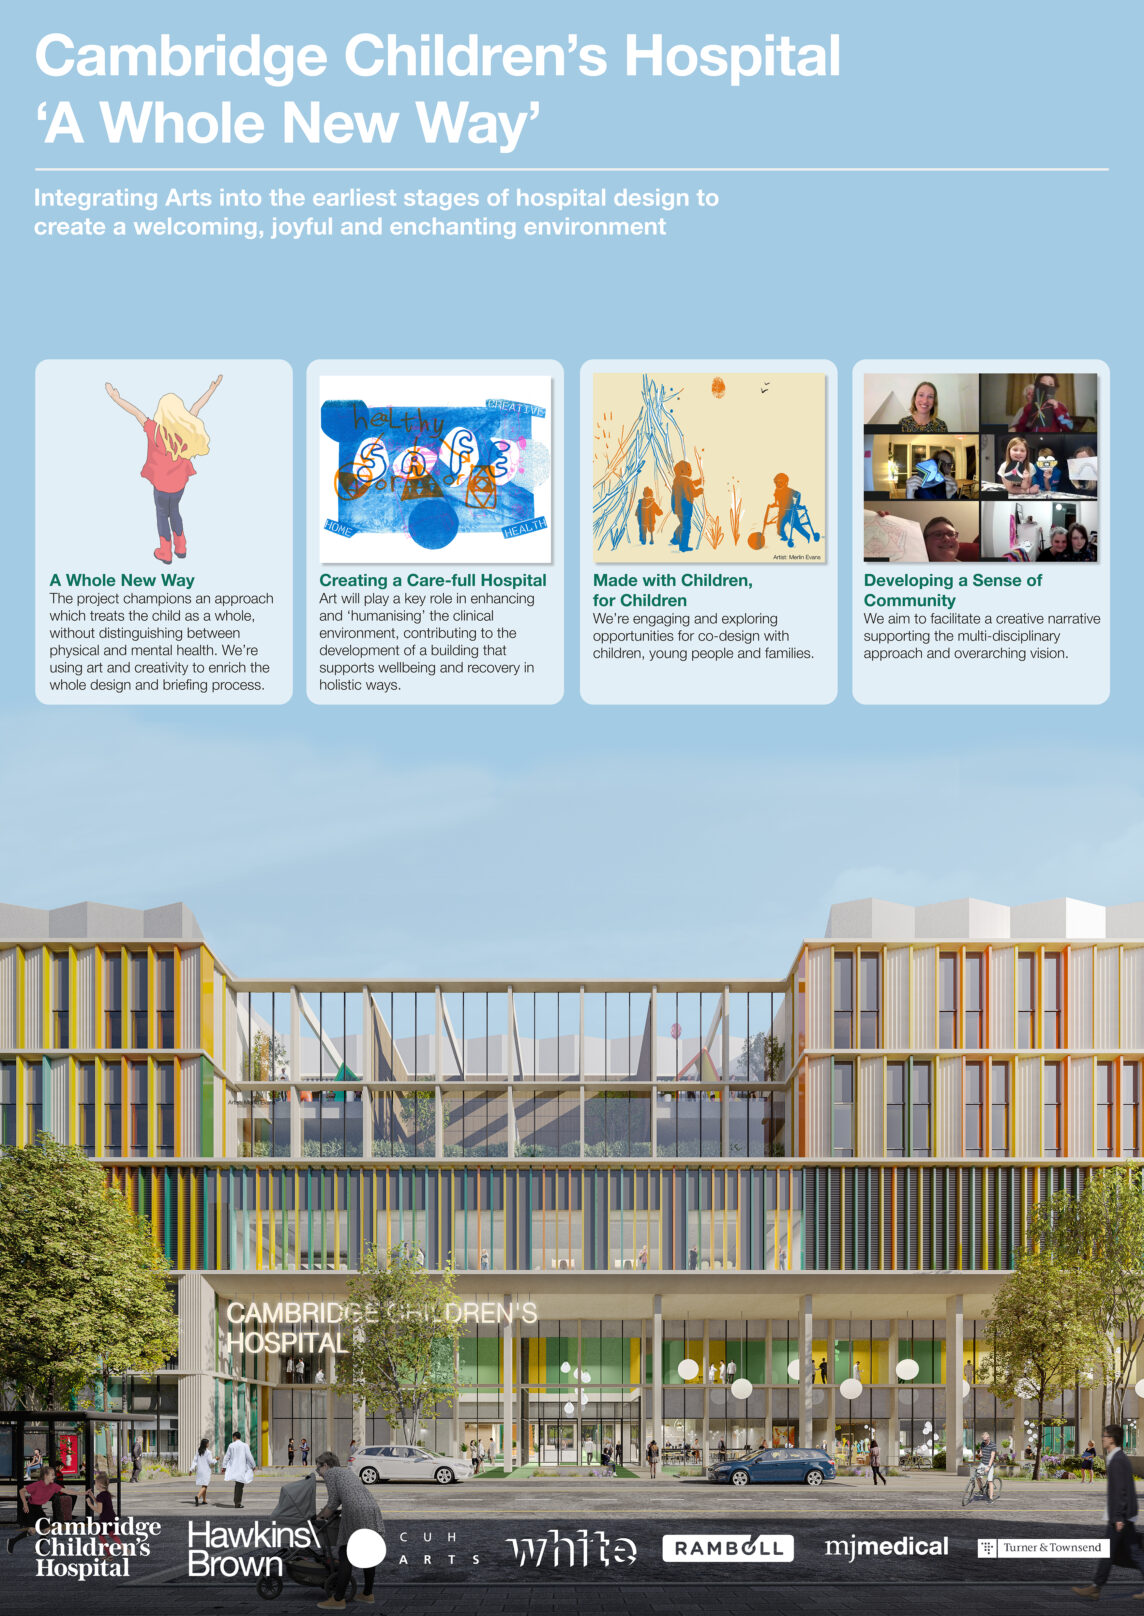 Cambridge Children's Hospital
'A Whole New Way'
Integrating Arts into the earliest stages of hospital design to
create a welcoming, joyful and enchanting environment
A Whole New Way
The project champions an approach
which treats the child as a whole,
without distinguishing between
physical and mental health. We're
using art and creativity to enrich the
whole design and briefing process.
healthy
CREATIVE
SAFE
HOME
HEALTH
Creating a Care-full Hospital
Art will play a key role in enhancing
and 'humanising' the clinical
environment, contributing to the
development of a building that
supports wellbeing and recovery in
holistic ways.
Artist: Merlin Evans
Made with Children,
for Children
We're engaging and exploring
opportunities for co-design with
children, young people and families.
Developing a Sense of
Community
We aim to facilitate a creative narrative
supporting the multi-disciplinary
approach and overarching vision.
Artist: Merlin Evans
CAMBRIDGE CHILDREN'S
HOSPITAL
Cambridge
Children's
Hospital
Hawkins\
Brown
CUH
ARTS
white
RAMBOLL
mjmedical
Turner & Townsend